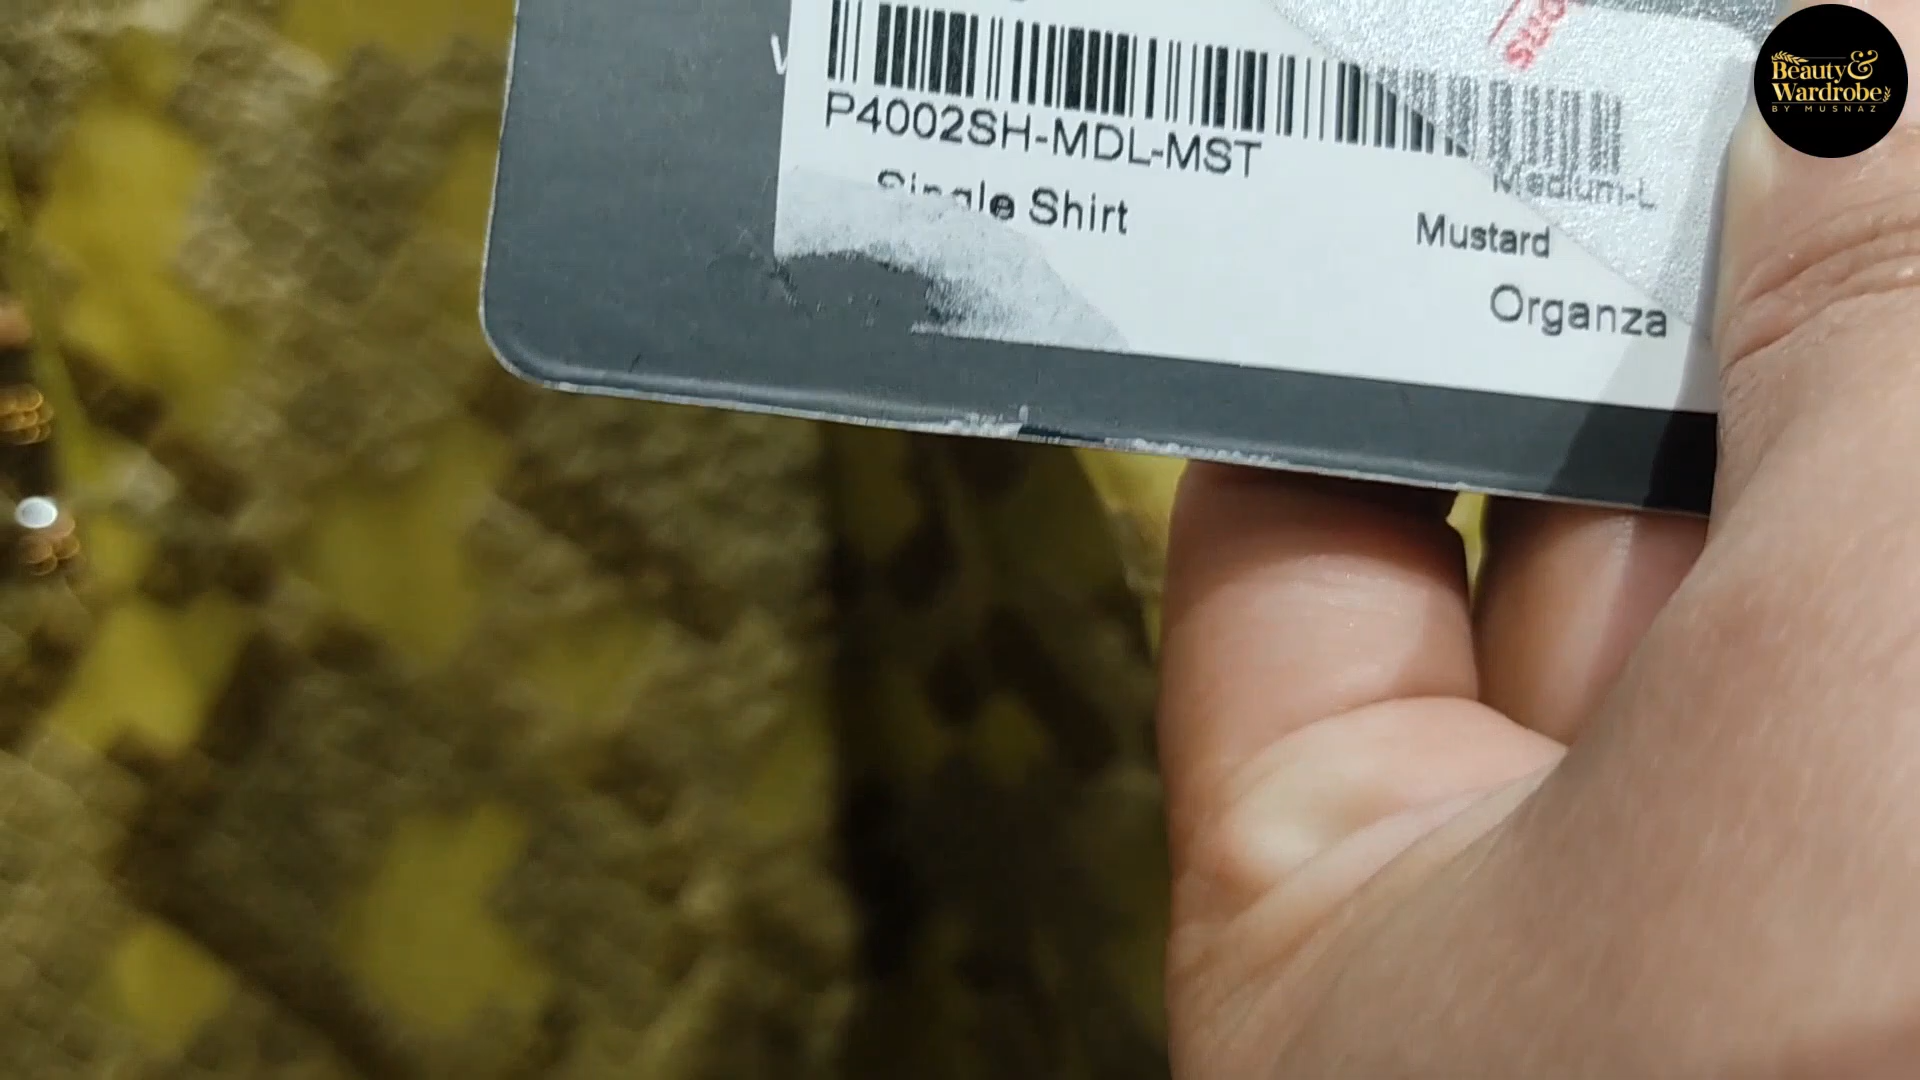 P4002SH-MDL-MST
Medium-L
Single Shirt
Mustard
Organza
Beauty &
Wardrobe
BY MUSNAZ